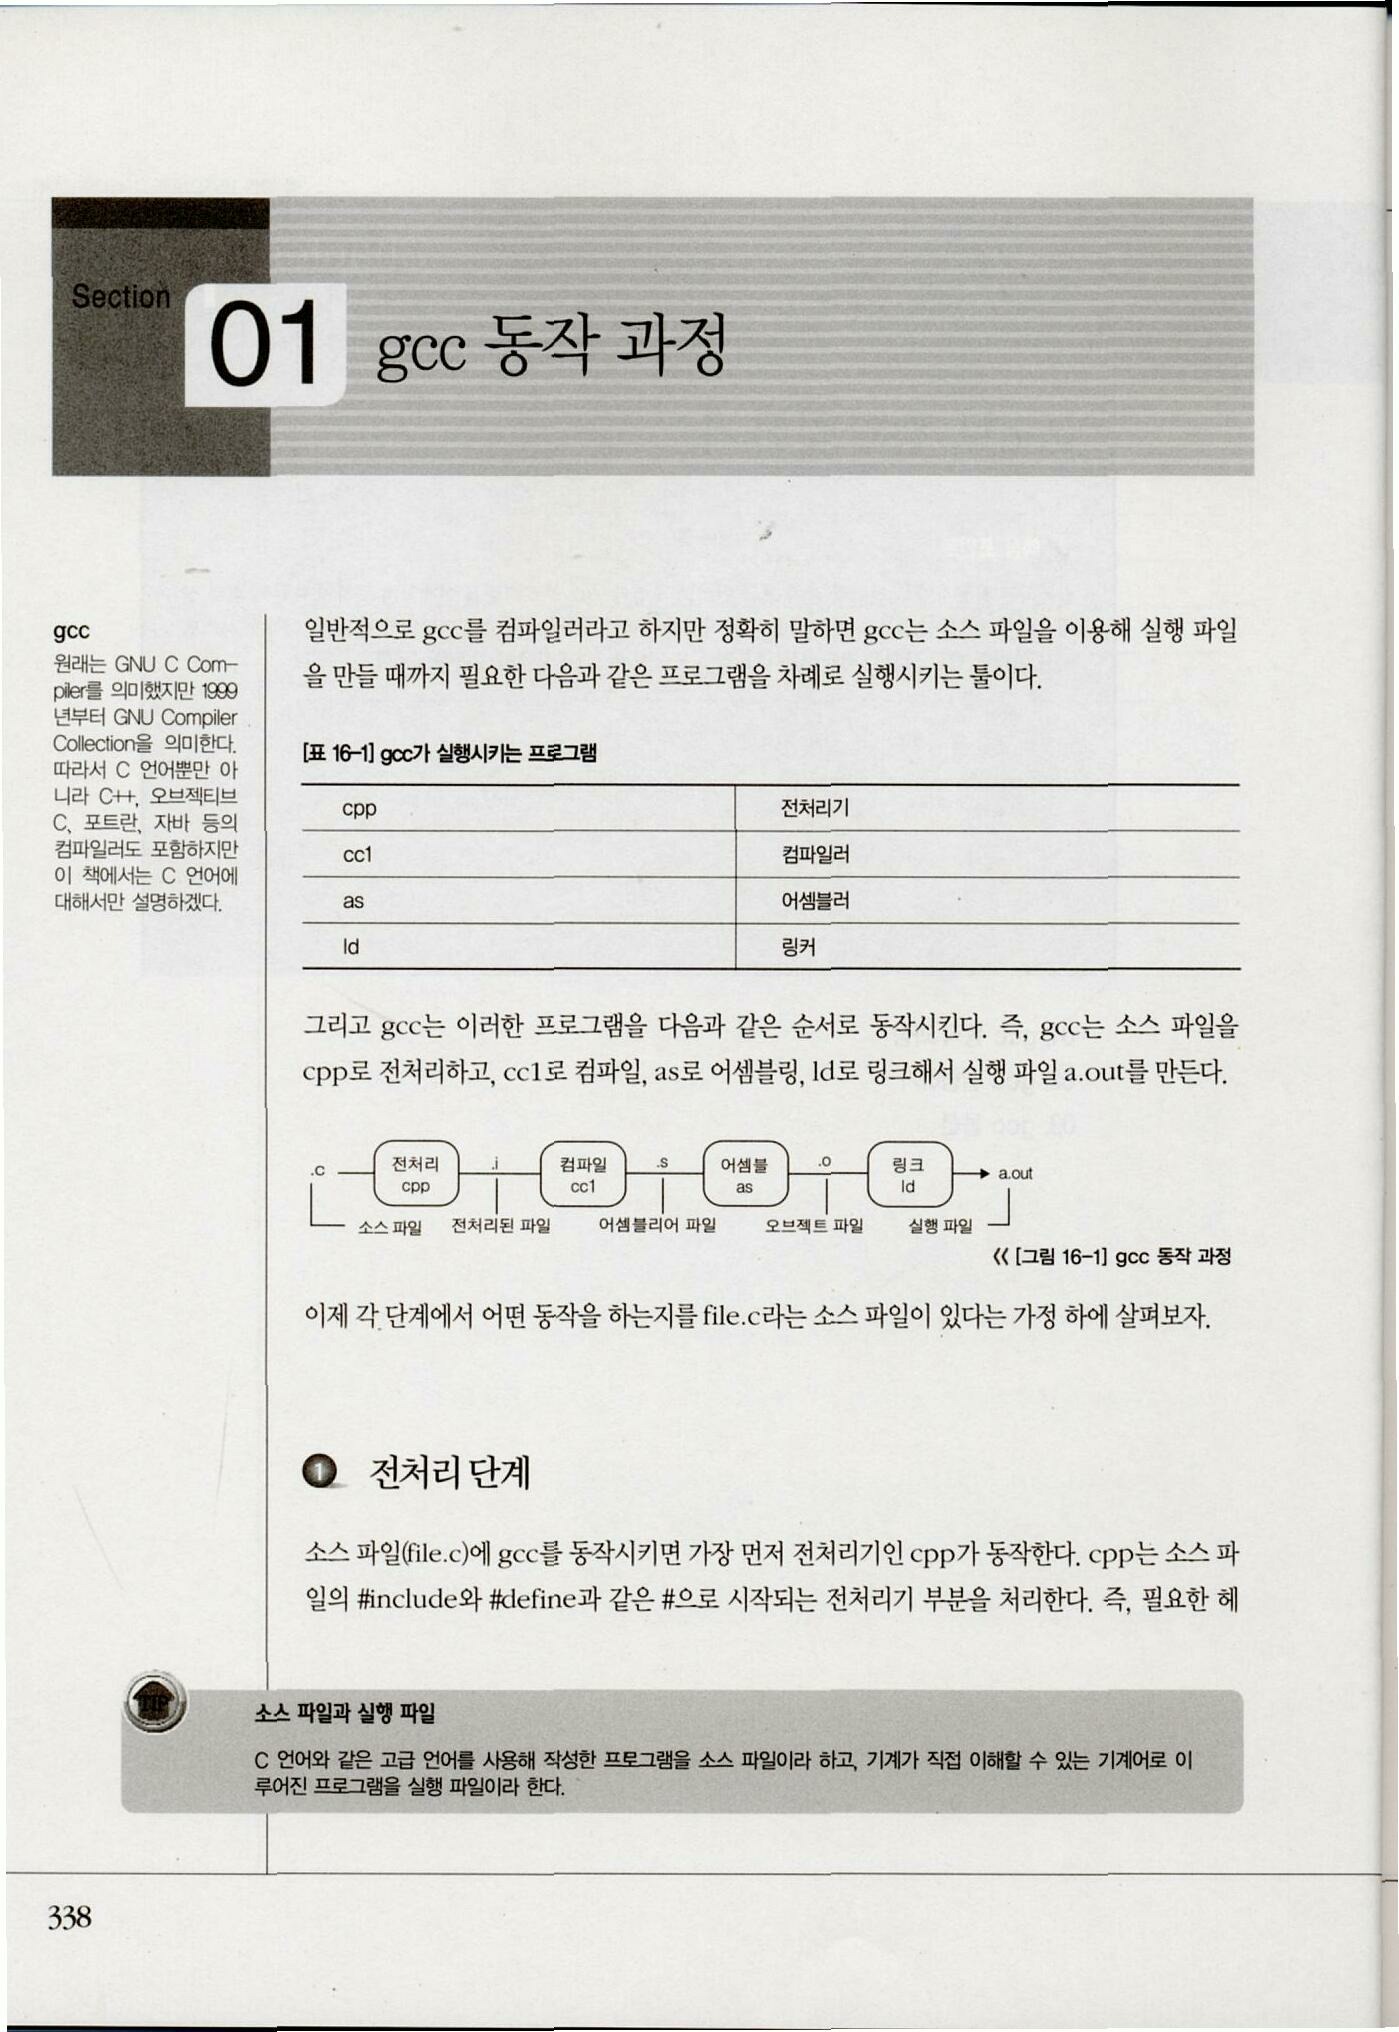 Section
01 gcc 동작 과정
gcc
원래는 GNU C Com-
piler를 의미했지만 1999
년부터 GNU Compiler
Collection을 의미한다.
따라서 C 언어뿐만 아
니라 C++, 오브젝티브
C, 포트란, 자바 등의
컴파일러도 포함하지만
이 책에서는 C 언어에
대해서만 설명하겠다.
일반적으로 gcc를 컴파일러라고 하지만 정확히 말하면 gcc는 소스 파일을 이용해 실행 파일
을 만들 때까지 필요한 다음과 같은 프로그램을 차례로 실행시키는 툴이다.
[표 16-1] gcc가 실행시키는 프로그램
cpp 전처리기
cc1 컴파일러
as 어셈블러
ld 링커
그리고 gcc는 이러한 프로그램을 다음과 같은 순서로 동작시킨다. 즉, gcc는 소스 파일을
cpp로 전처리하고, cc1로 컴파일, as로 어셈블링, ld로 링크해서 실행 파일 a.out를 만든다.
.c 전처리 .i 컴파일 .s 어셈블 .o 링크 a.out
cpp cc1 as ld
소스 파일 전처리된 파일 어셈블리어 파일 오브젝트 파일 실행 파일
《 [그림 16-1] gcc 동작 과정
이제 각 단계에서 어떤 동작을 하는지를 file.c라는 소스 파일이 있다는 가정 하에 살펴보자.
1 전처리 단계
소스 파일(file.c)에 gcc를 동작시키면 가장 먼저 전처리기인 cpp가 동작한다. cpp는 소스 파
일의 #include와 #define과 같은 #으로 시작되는 전처리기 부분을 처리한다. 즉, 필요한 헤
TIP
소스 파일과 실행 파일
C 언어와 같은 고급 언어를 사용해 작성한 프로그램을 소스 파일이라 하고, 기계가 직접 이해할 수 있는 기계어로 이
루어진 프로그램을 실행 파일이라 한다.
338